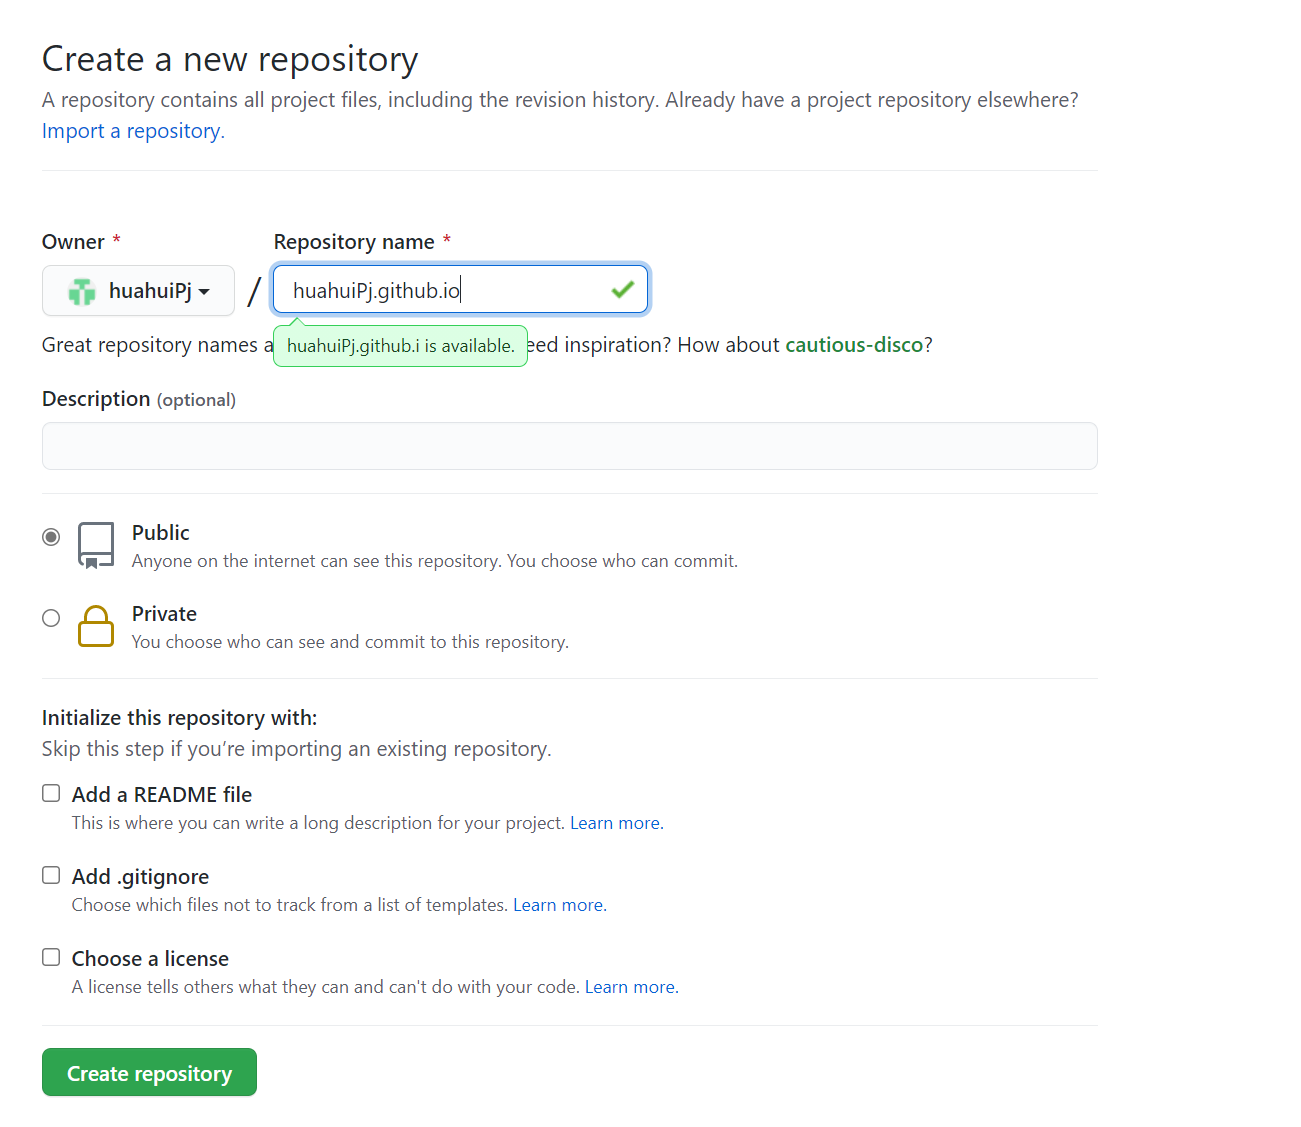 Create a new repository
A repository contains all project files, including the revision history. Already have a project repository elsewhere?
Import a repository.
Owner *
Repository name *
huahuiPj
/
huahuiPj.github.io
Great repository names a
huahuiPj.github.i is available.
eed inspiration? How about cautious-disco?
Description (optional)
Public
Anyone on the internet can see this repository. You choose who can commit.
Private
You choose who can see and commit to this repository.
Initialize this repository with:
Skip this step if you’re importing an existing repository.
Add a README file
This is where you can write a long description for your project. Learn more.
Add .gitignore
Choose which files not to track from a list of templates. Learn more.
Choose a license
A license tells others what they can and can't do with your code. Learn more.
Create repository